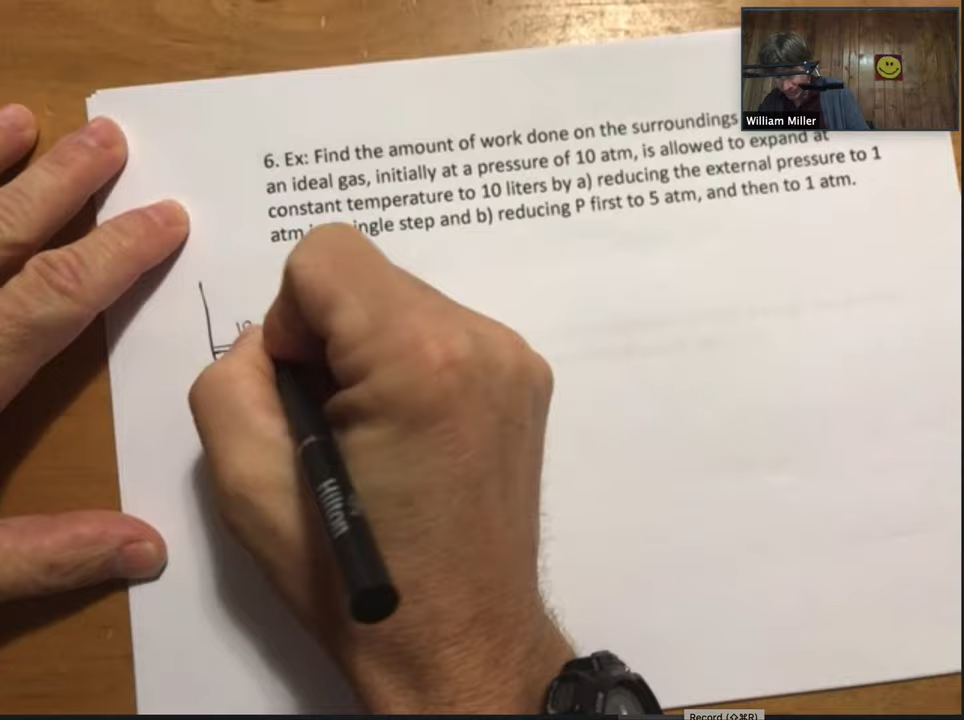 6. Ex: Find the amount of work done on the surroundings
an ideal gas, initially at a pressure of 10 atm, is allowed to expand at
constant temperature to 10 liters by a) reducing the external pressure to 1
atm single step and b) reducing P first to 5 atm, and then to 1 atm.
William Miller
Hilton
Record (⇧⌘R)